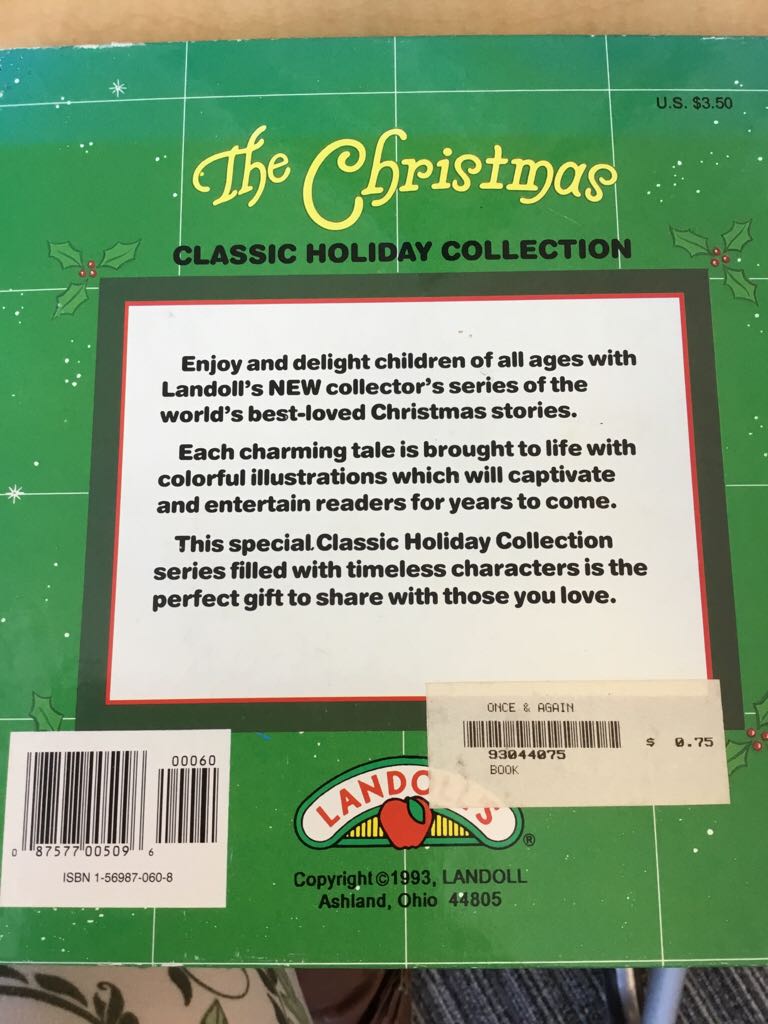 U.S. $3.50
The Christmas
CLASSIC HOLIDAY COLLECTION
Enjoy and delight children of all ages with
Landoll's NEW collector's series of the
world's best-loved Christmas stories.
Each charming tale is brought to life with
colorful illustrations which will captivate
and entertain readers for years to come.
This special Classic Holiday Collection
series filled with timeless characters is the
perfect gift to share with those you love.
ONCE & AGAIN
$ 0.75
93044075
BOOK
00060
0 87577 00509 6
ISBN 1-56987-060-8
®
Copyright ©1993, LANDOLL
Ashland, Ohio 44805